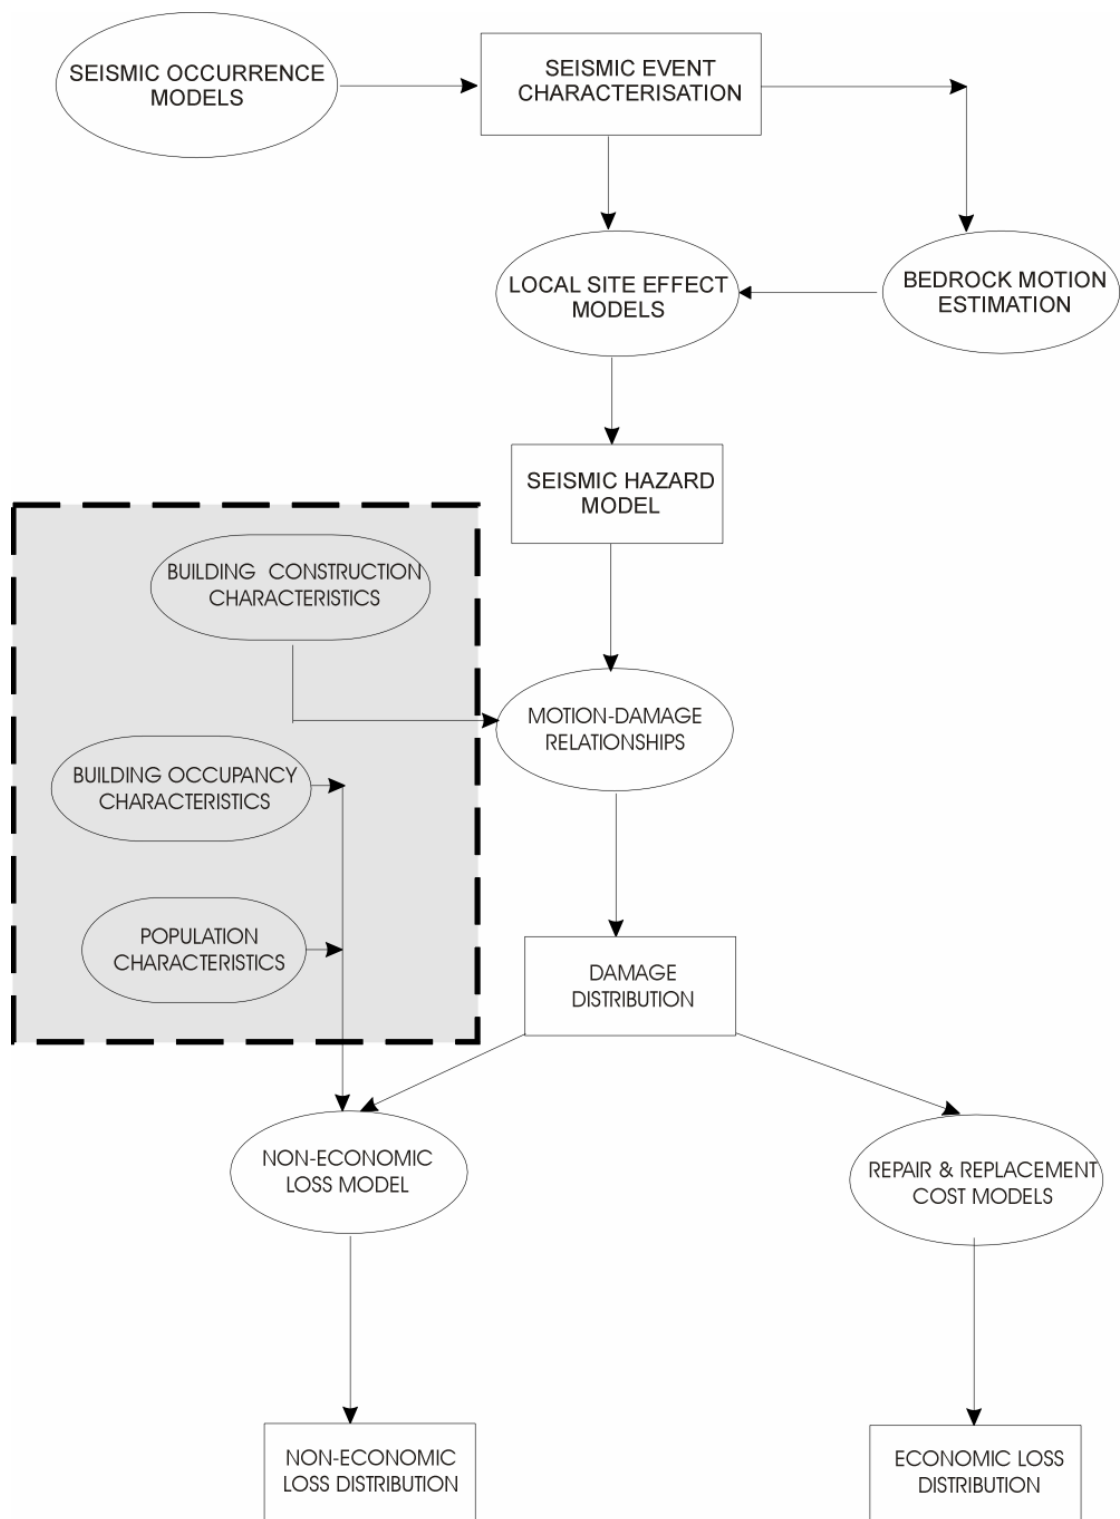 SEISMIC OCCURRENCE
MODELS
SEISMIC EVENT
CHARACTERISATION
LOCAL SITE EFFECT
MODELS
BEDROCK MOTION
ESTIMATION
SEISMIC HAZARD
MODEL
BUILDING CONSTRUCTION
CHARACTERISTICS
MOTION-DAMAGE
RELATIONSHIPS
BUILDING OCCUPANCY
CHARACTERISTICS
POPULATION
CHARACTERISTICS
DAMAGE
DISTRIBUTION
NON-ECONOMIC
LOSS MODEL
REPAIR & REPLACEMENT
COST MODELS
NON-ECONOMIC
LOSS DISTRIBUTION
ECONOMIC LOSS
DISTRIBUTION